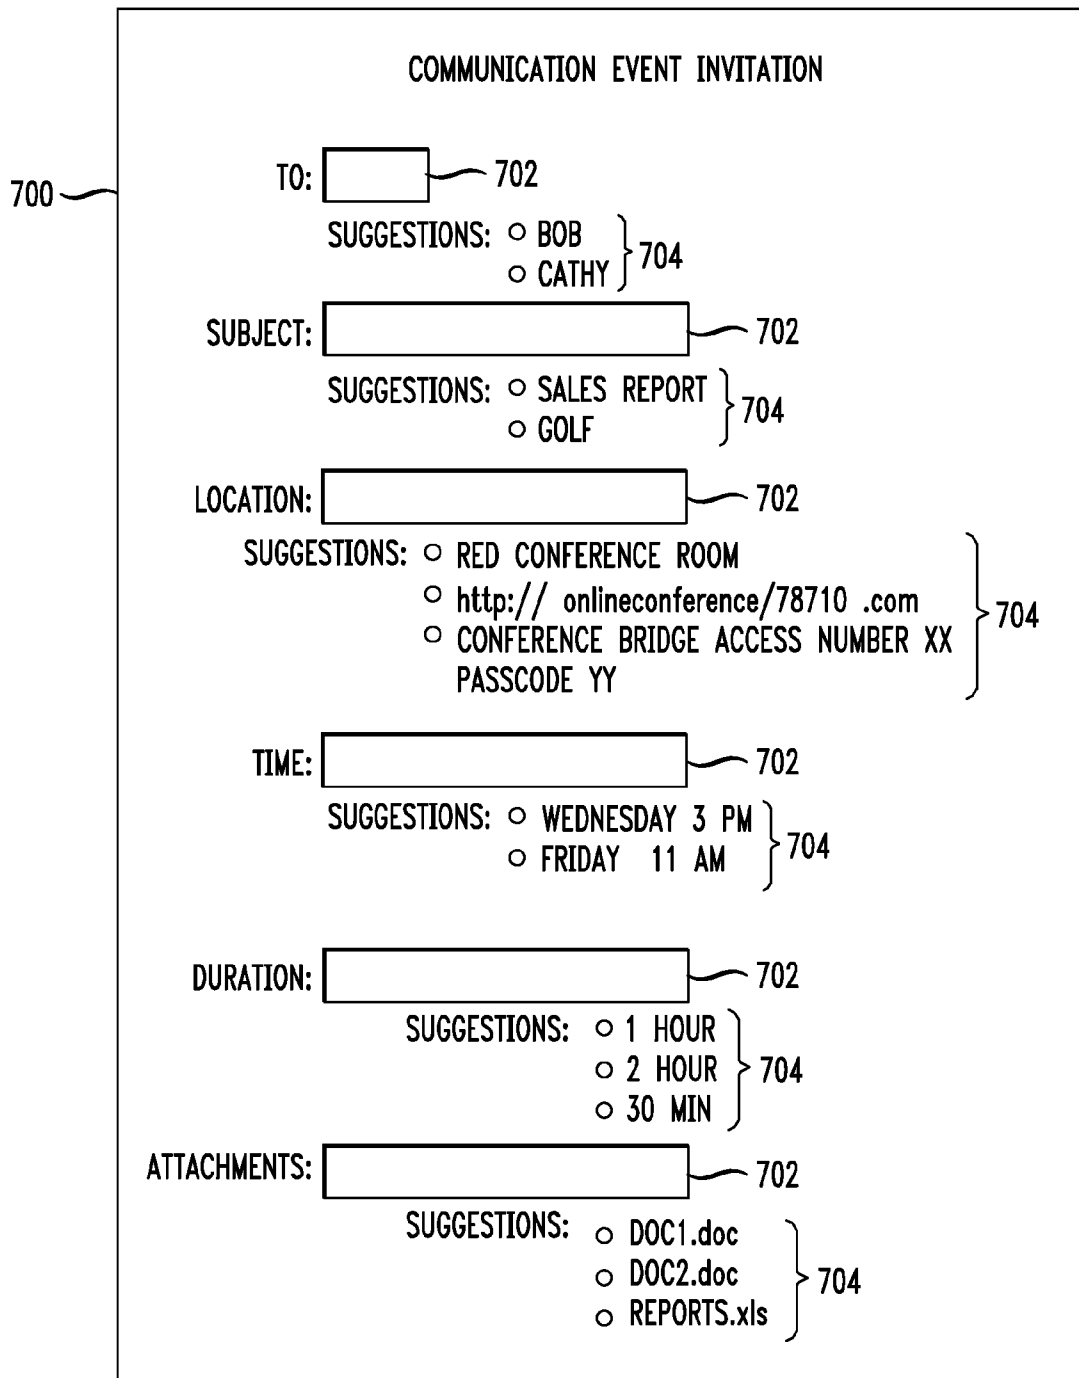 COMMUNICATION EVENT INVITATION
700
TO: 702
SUGGESTIONS: BOB
CATHY
704
SUBJECT: 702
SUGGESTIONS: SALES REPORT
GOLF
704
LOCATION: 702
SUGGESTIONS: RED CONFERENCE ROOM
http:// onlineconference/78710 .com
CONFERENCE BRIDGE ACCESS NUMBER XX
PASSCODE YY
704
TIME: 702
SUGGESTIONS: WEDNESDAY 3 PM
FRIDAY 11 AM
704
DURATION: 702
SUGGESTIONS: 1 HOUR
2 HOUR
30 MIN
704
ATTACHMENTS: 702
SUGGESTIONS: DOC1.doc
DOC2.doc
REPORTS.xls
704